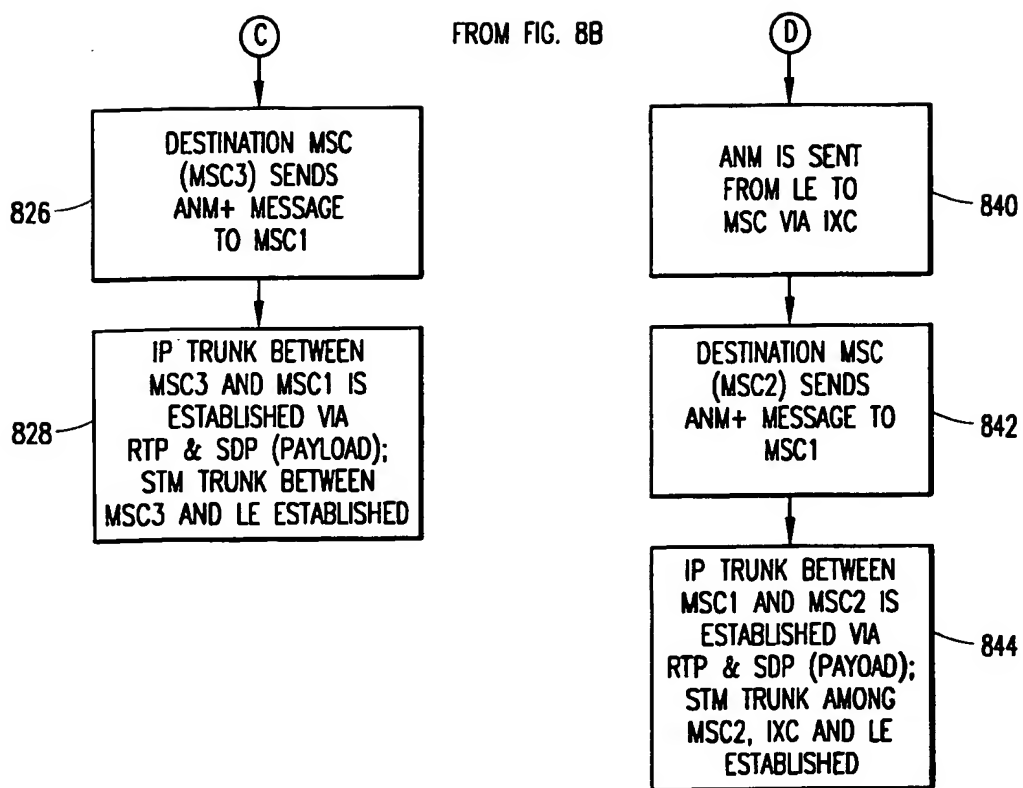 C
FROM FIG. 8B
D
DESTINATION MSC
(MSC3) SENDS
ANM+ MESSAGE
TO MSC1
826
IP TRUNK BETWEEN
MSC3 AND MSC1 IS
ESTABLISHED VIA
RTP & SDP (PAYLOAD);
STM TRUNK BETWEEN
MSC3 AND LE ESTABLISHED
828
ANM IS SENT
FROM LE TO
MSC VIA IXC
840
DESTINATION MSC
(MSC2) SENDS
ANM+ MESSAGE TO
MSC1
842
IP TRUNK BETWEEN
MSC1 AND MSC2 IS
ESTABLISHED VIA
RTP & SDP (PAYOAD);
STM TRUNK AMONG
MSC2, IXC AND LE
ESTABLISHED
844